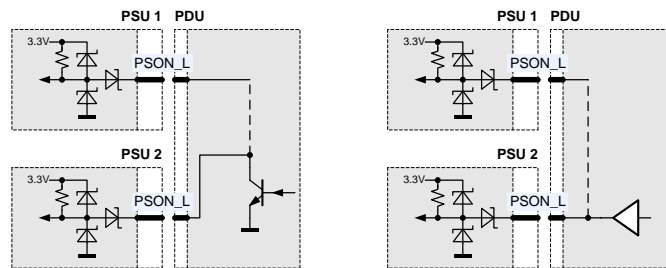 PSU 1 PDU
3.3V
PSON_L
PSU 2
3.3V
PSON_L
PSU 1 PDU
3.3V
PSON_L
PSU 2
3.3V
PSON_L